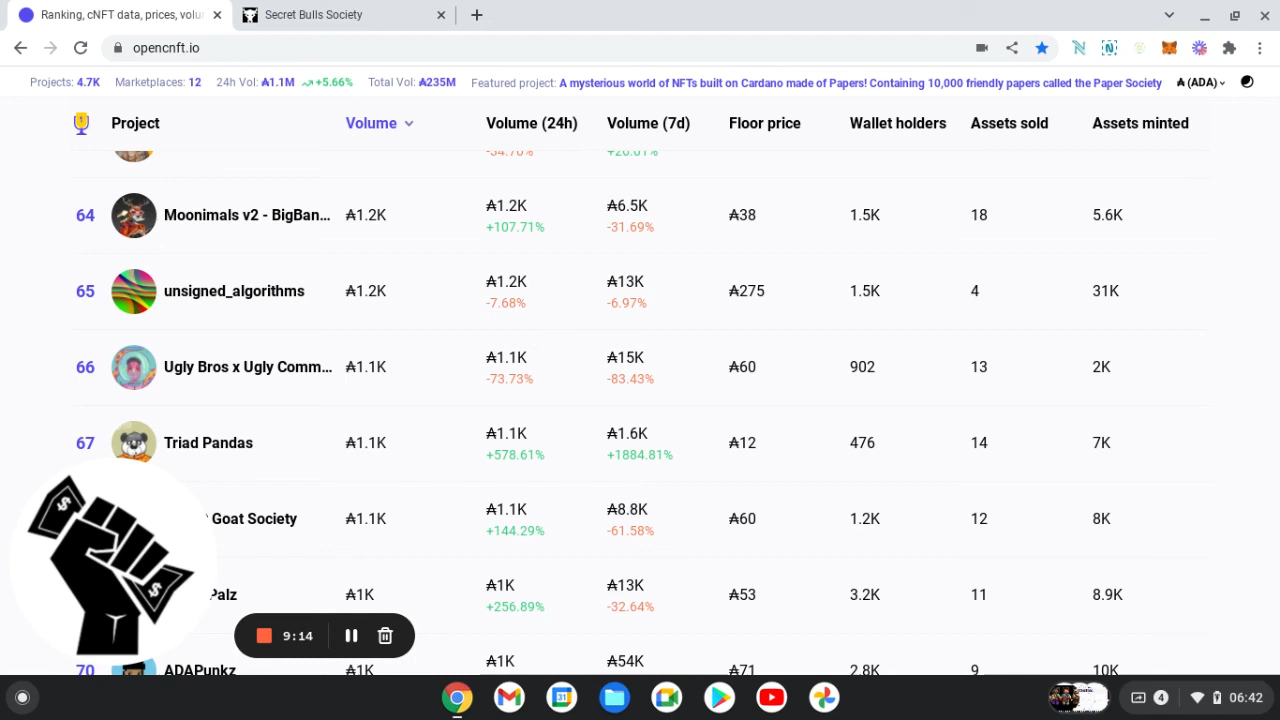 Ranking, cNFT data, prices, volu
Secret Bulls Society
opencnft.io
Projects: 4.7K Marketplaces: 12 24h Vol: ₳1.1M +5.66% Total Vol: ₳235M Featured project: A mysterious world of NFTs built on Cardano made of Papers! Containing 10,000 friendly papers called the Paper Society ₳ (ADA)
Project Volume Volume (24h) Volume (7d) Floor price Wallet holders Assets sold Assets minted
64 Moonimals v2 - BigBan... ₳1.2K ₳1.2K ₳6.5K ₳38 1.5K 18 5.6K
+107.71% -31.69%
65 unsigned_algorithms ₳1.2K ₳1.2K ₳13K ₳275 1.5K 4 31K
-7.68% -6.97%
66 Ugly Bros x Ugly Comm... ₳1.1K ₳1.1K ₳15K ₳60 902 13 2K
-73.73% -83.43%
67 Triad Pandas ₳1.1K ₳1.1K ₳1.6K ₳12 476 14 7K
+578.61% +1884.81%
Goat Society ₳1.1K ₳1.1K ₳8.8K ₳60 1.2K 12 8K
+144.29% -61.58%
Palz ₳1K ₳1K ₳13K ₳53 3.2K 11 8.9K
+256.89% -32.64%
70 ADAPunkz ₳1K ₳1K ₳54K ₳71 2.8K 9 10K
$
$
9:14
31
4
06:42